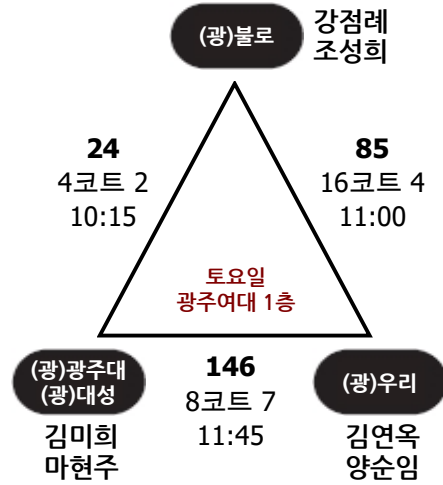 (광)불로
강점례
조성희
24
4코트 2
10:15
85
16코트 4
11:00
토요일
광주여대 1층
(광)광주대
(광)대성
김미희
마현주
146
8코트 7
11:45
(광)우리
김연옥
양순임